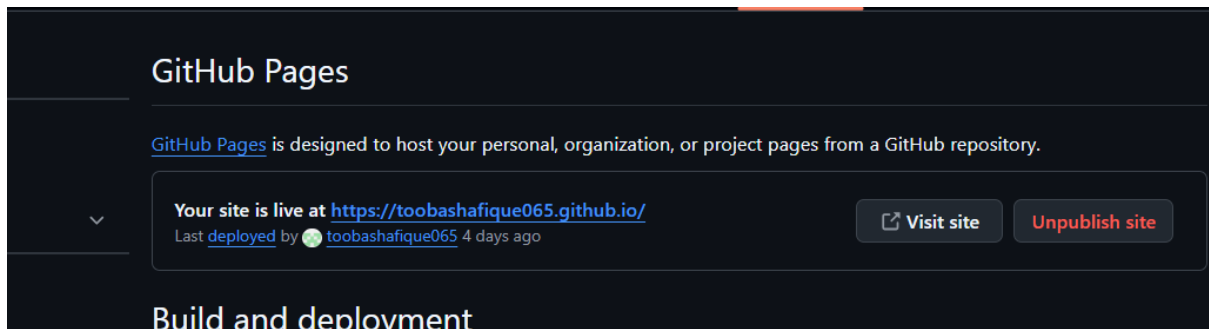 GitHub Pages
GitHub Pages is designed to host your personal, organization, or project pages from a GitHub repository.
Your site is live at https://toobashafique065.github.io/
Visit site
Unpublish site
Last deployed by toobashafique065 4 days ago
Build and deployment